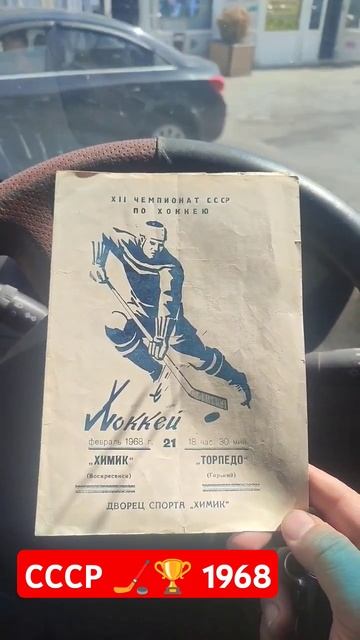 XII ЧЕМПИОНАТ СССР
ПО ХОККЕЮ
Хоккей
февраль 1968 г. 21 18 час. 30 мин.
„ХИМИК" „ТОРПЕДО"
(Воскресенск) (Горький)
ДВОРЕЦ СПОРТА „ХИМИК"
СССР 🏒🏆 1968